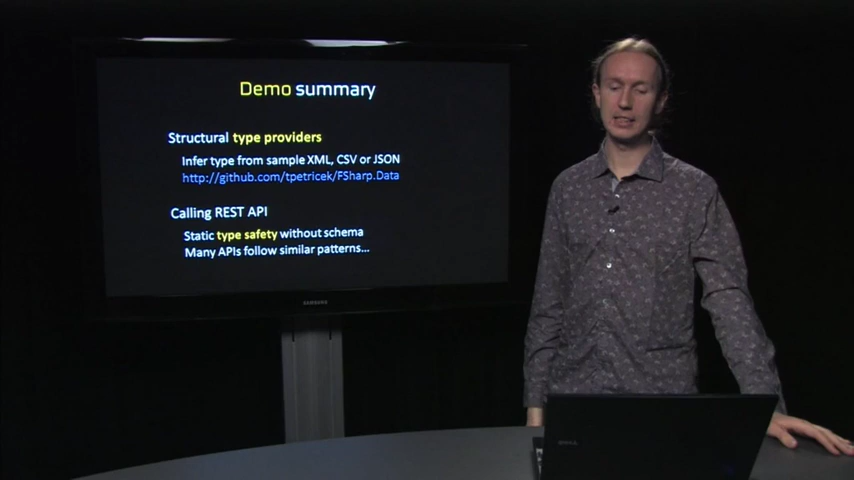 Demo summary
Structural type providers
Infer type from sample XML, CSV or JSON
http://github.com/tpetricek/FSharp.Data
Calling REST API
Static type safety without schema
Many APIs follow similar patterns...
SAMSUNG
DELL